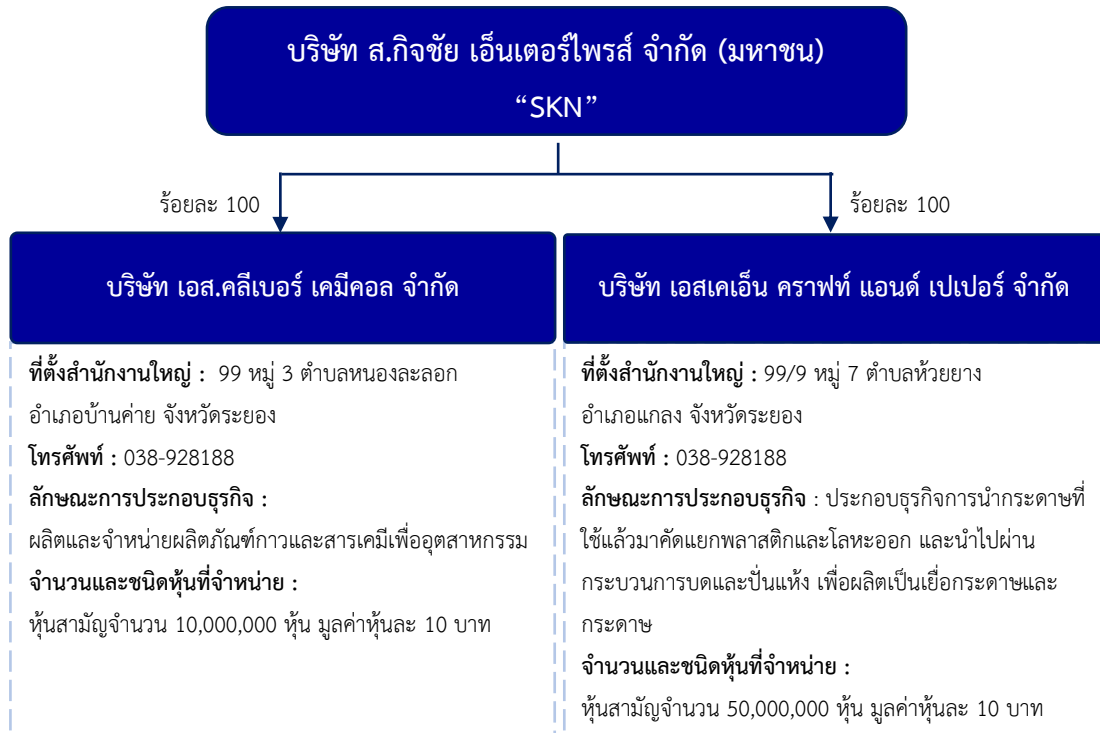 บริษัท ส.กิจชัย เอ็นเตอร์ไพรส์ จำกัด (มหาชน)
“SKN”
ร้อยละ 100
ร้อยละ 100
บริษัท เอส.คลีเบอร์ เคมีคอล จำกัด
ที่ตั้งสำนักงานใหญ่ : 99 หมู่ 3 ตำบลหนองละลอก
อำเภอบ้านค่าย จังหวัดระยอง
โทรศัพท์ : 038-928188
ลักษณะการประกอบธุรกิจ :
ผลิตและจำหน่ายผลิตภัณฑ์กาวและสารเคมีเพื่ออุตสาหกรรม
จำนวนและชนิดหุ้นที่จำหน่าย :
หุ้นสามัญจำนวน 10,000,000 หุ้น มูลค่าหุ้นละ 10 บาท
บริษัท เอสเคเอ็น คราฟท์ แอนด์ เปเปอร์ จำกัด
ที่ตั้งสำนักงานใหญ่ : 99/9 หมู่ 7 ตำบลห้วยยาง
อำเภอแกลง จังหวัดระยอง
โทรศัพท์ : 038-928188
ลักษณะการประกอบธุรกิจ : ประกอบธุรกิจการนำกระดาษที่
ใช้แล้วมาคัดแยกพลาสติกและโลหะออก และนำไปผ่าน
กระบวนการบดและปั่นแห้ง เพื่อผลิตเป็นเยื่อกระดาษและ
กระดาษ
จำนวนและชนิดหุ้นที่จำหน่าย :
หุ้นสามัญจำนวน 50,000,000 หุ้น มูลค่าหุ้นละ 10 บาท